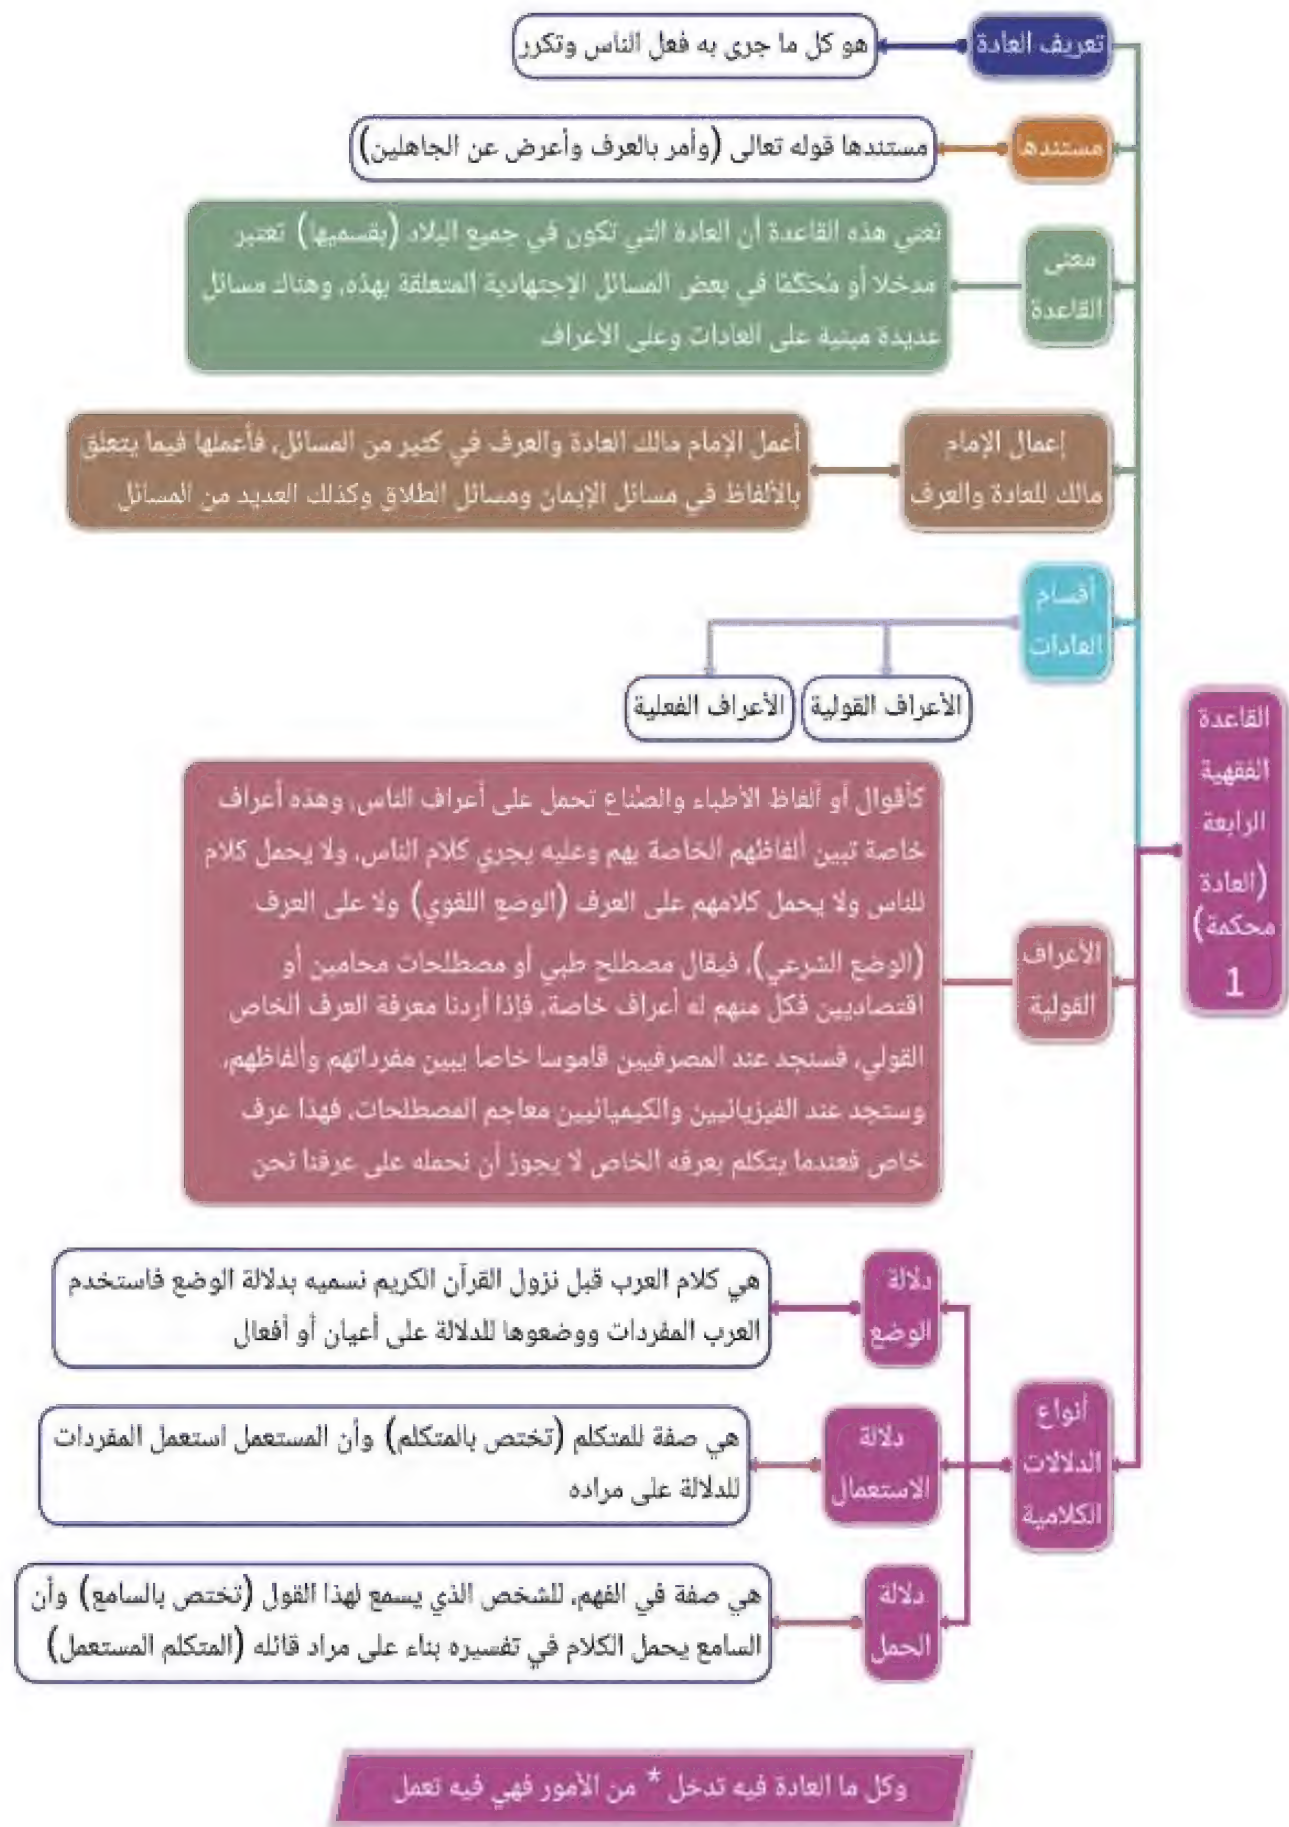 تعريف العادة
هو كل ما جرى به فعل الناس وتكرر
مستندها
مستندها قوله تعالى (وأمر بالعرف وأعرض عن الجاهلين)
معنى
القاعدة
تعني هذه القاعدة أن العادة التي تكون في جميع البلاد (بقسميها) تعتبر
مدخلا أو مُحَكَّمًا في بعض المسائل الإجتهادية المتعلقة بهذه، وهناك مسائل
عديدة مبنية على العادات وعلى الأعراف
إعمال الإمام
مالك للعادة والعرف
أعمل الإمام مالك العادة والعرف في كثير من المسائل، فأعملها فيما يتعلق
بالألفاظ في مسائل الإيمان ومسائل الطلاق وكذلك العديد من المسائل
أقسام
العادات
الأعراف القولية
الأعراف الفعلية
القاعدة
الفقهية
الرابعة
(العادة
محكمة)
1
الأعراف
القولية
كأقوال أو ألفاظ الأطباء والصُناع تحمل على أعراف الناس، وهذه أعراف
خاصة تبين ألفاظهم الخاصة بهم وعليه يجري كلام الناس، ولا يحمل كلام
للناس ولا يحمل كلامهم على العرف (الوضع اللغوي) ولا على العرف
(الوضع الشرعي)، فيقال مصطلح طبي أو مصطلحات محامين أو
اقتصاديين فكل منهم له أعراف خاصة، فإذا أردنا معرفة العرف الخاص
القولي، فسنجد عند المصرفيين قاموسا خاصا يبين مفرداتهم وألفاظهم،
وستجد عند الفيزيائيين والكيميائيين معاجم المصطلحات، فهذا عرف
خاص فعندما يتكلم بعرفه الخاص لا يجوز أن نحمله على عرفنا نحن
أنواع
الدلالات
الكلامية
دلالة
الوضع
هي كلام العرب قبل نزول القرآن الكريم نسميه بدلالة الوضع فاستخدم
العرب المفردات ووضعوها للدلالة على أعيان أو أفعال
دلالة
الاستعمال
هي صفة للمتكلم (تختص بالمتكلم) وأن المستعمل استعمل المفردات
للدلالة على مراده
دلالة
الحمل
هي صفة في الفهم، للشخص الذي يسمع لهذا القول (تختص بالسامع) وأن
السامع يحمل الكلام في تفسيره بناء على مراد قائله (المتكلم المستعمل)
وكل ما العادة فيه تدخل * من الأمور فهي فيه تعمل